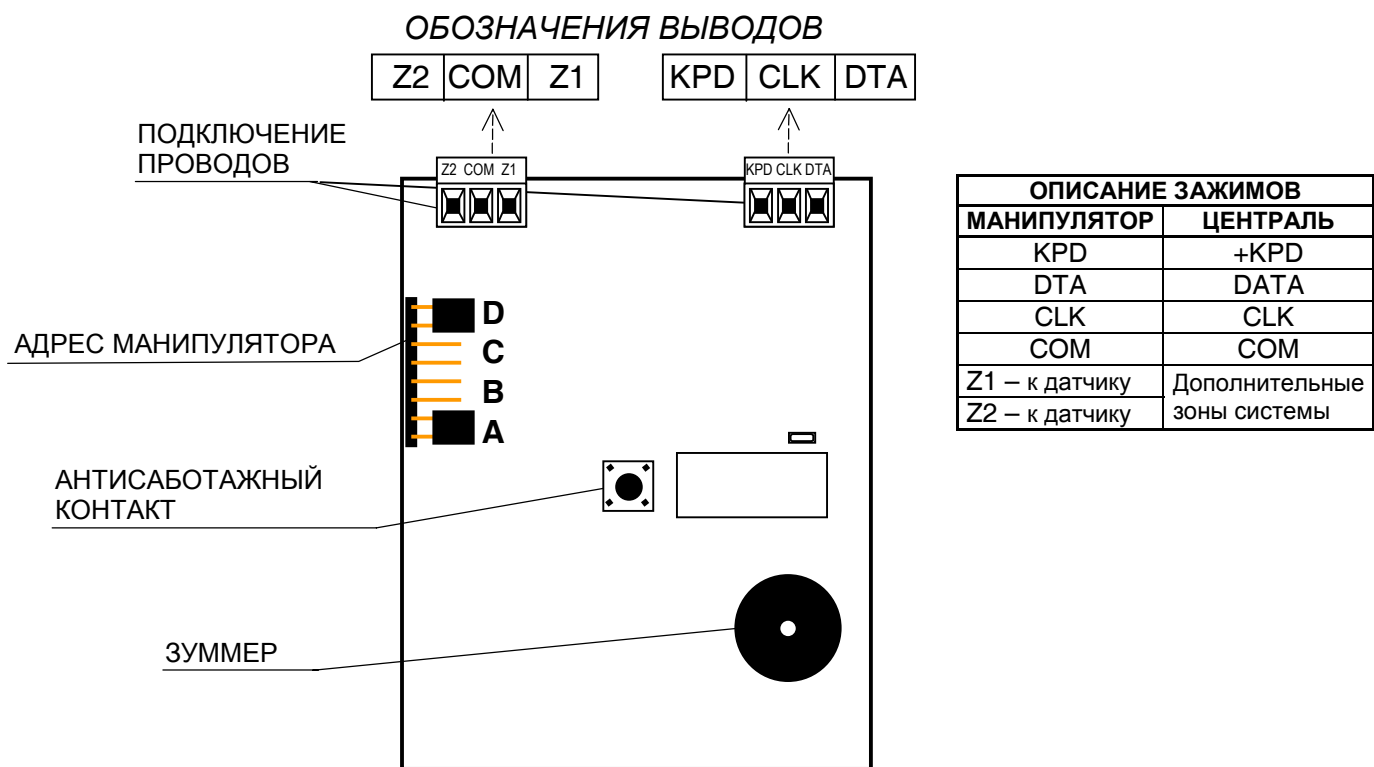 ОБОЗНАЧЕНИЯ ВЫВОДОВ
Z2 COM Z1 KPD CLK DTA
ПОДКЛЮЧЕНИЕ
ПРОВОДОВ
Z2 COM Z1 KPD CLK DTA
ОПИСАНИЕ ЗАЖИМОВ
МАНИПУЛЯТОР ЦЕНТРАЛЬ
KPD +KPD
DTA DATA
CLK CLK
COM COM
Z1 – к датчику Дополнительные
Z2 – к датчику зоны системы
D
АДРЕС МАНИПУЛЯТОРА
C
B
A
АНТИСАБОТАЖНЫЙ
КОНТАКТ
ЗУММЕР